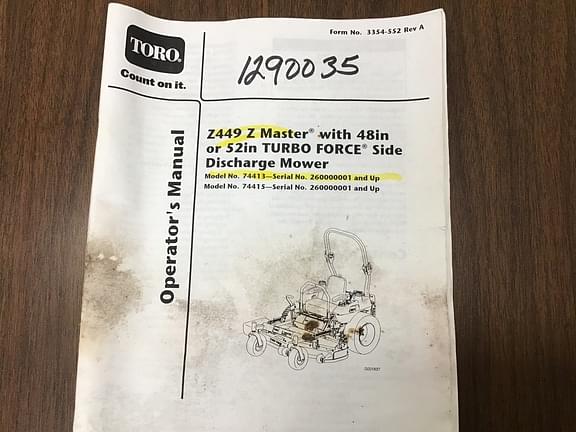 Form No. 3354-552 Rev A
TORO®
Count on it.
1290035
Operator's Manual
Z449 Z Master® with 48in
or 52in TURBO FORCE® Side
Discharge Mower
Model No. 74413—Serial No. 260000001 and Up
Model No. 74415—Serial No. 260000001 and Up